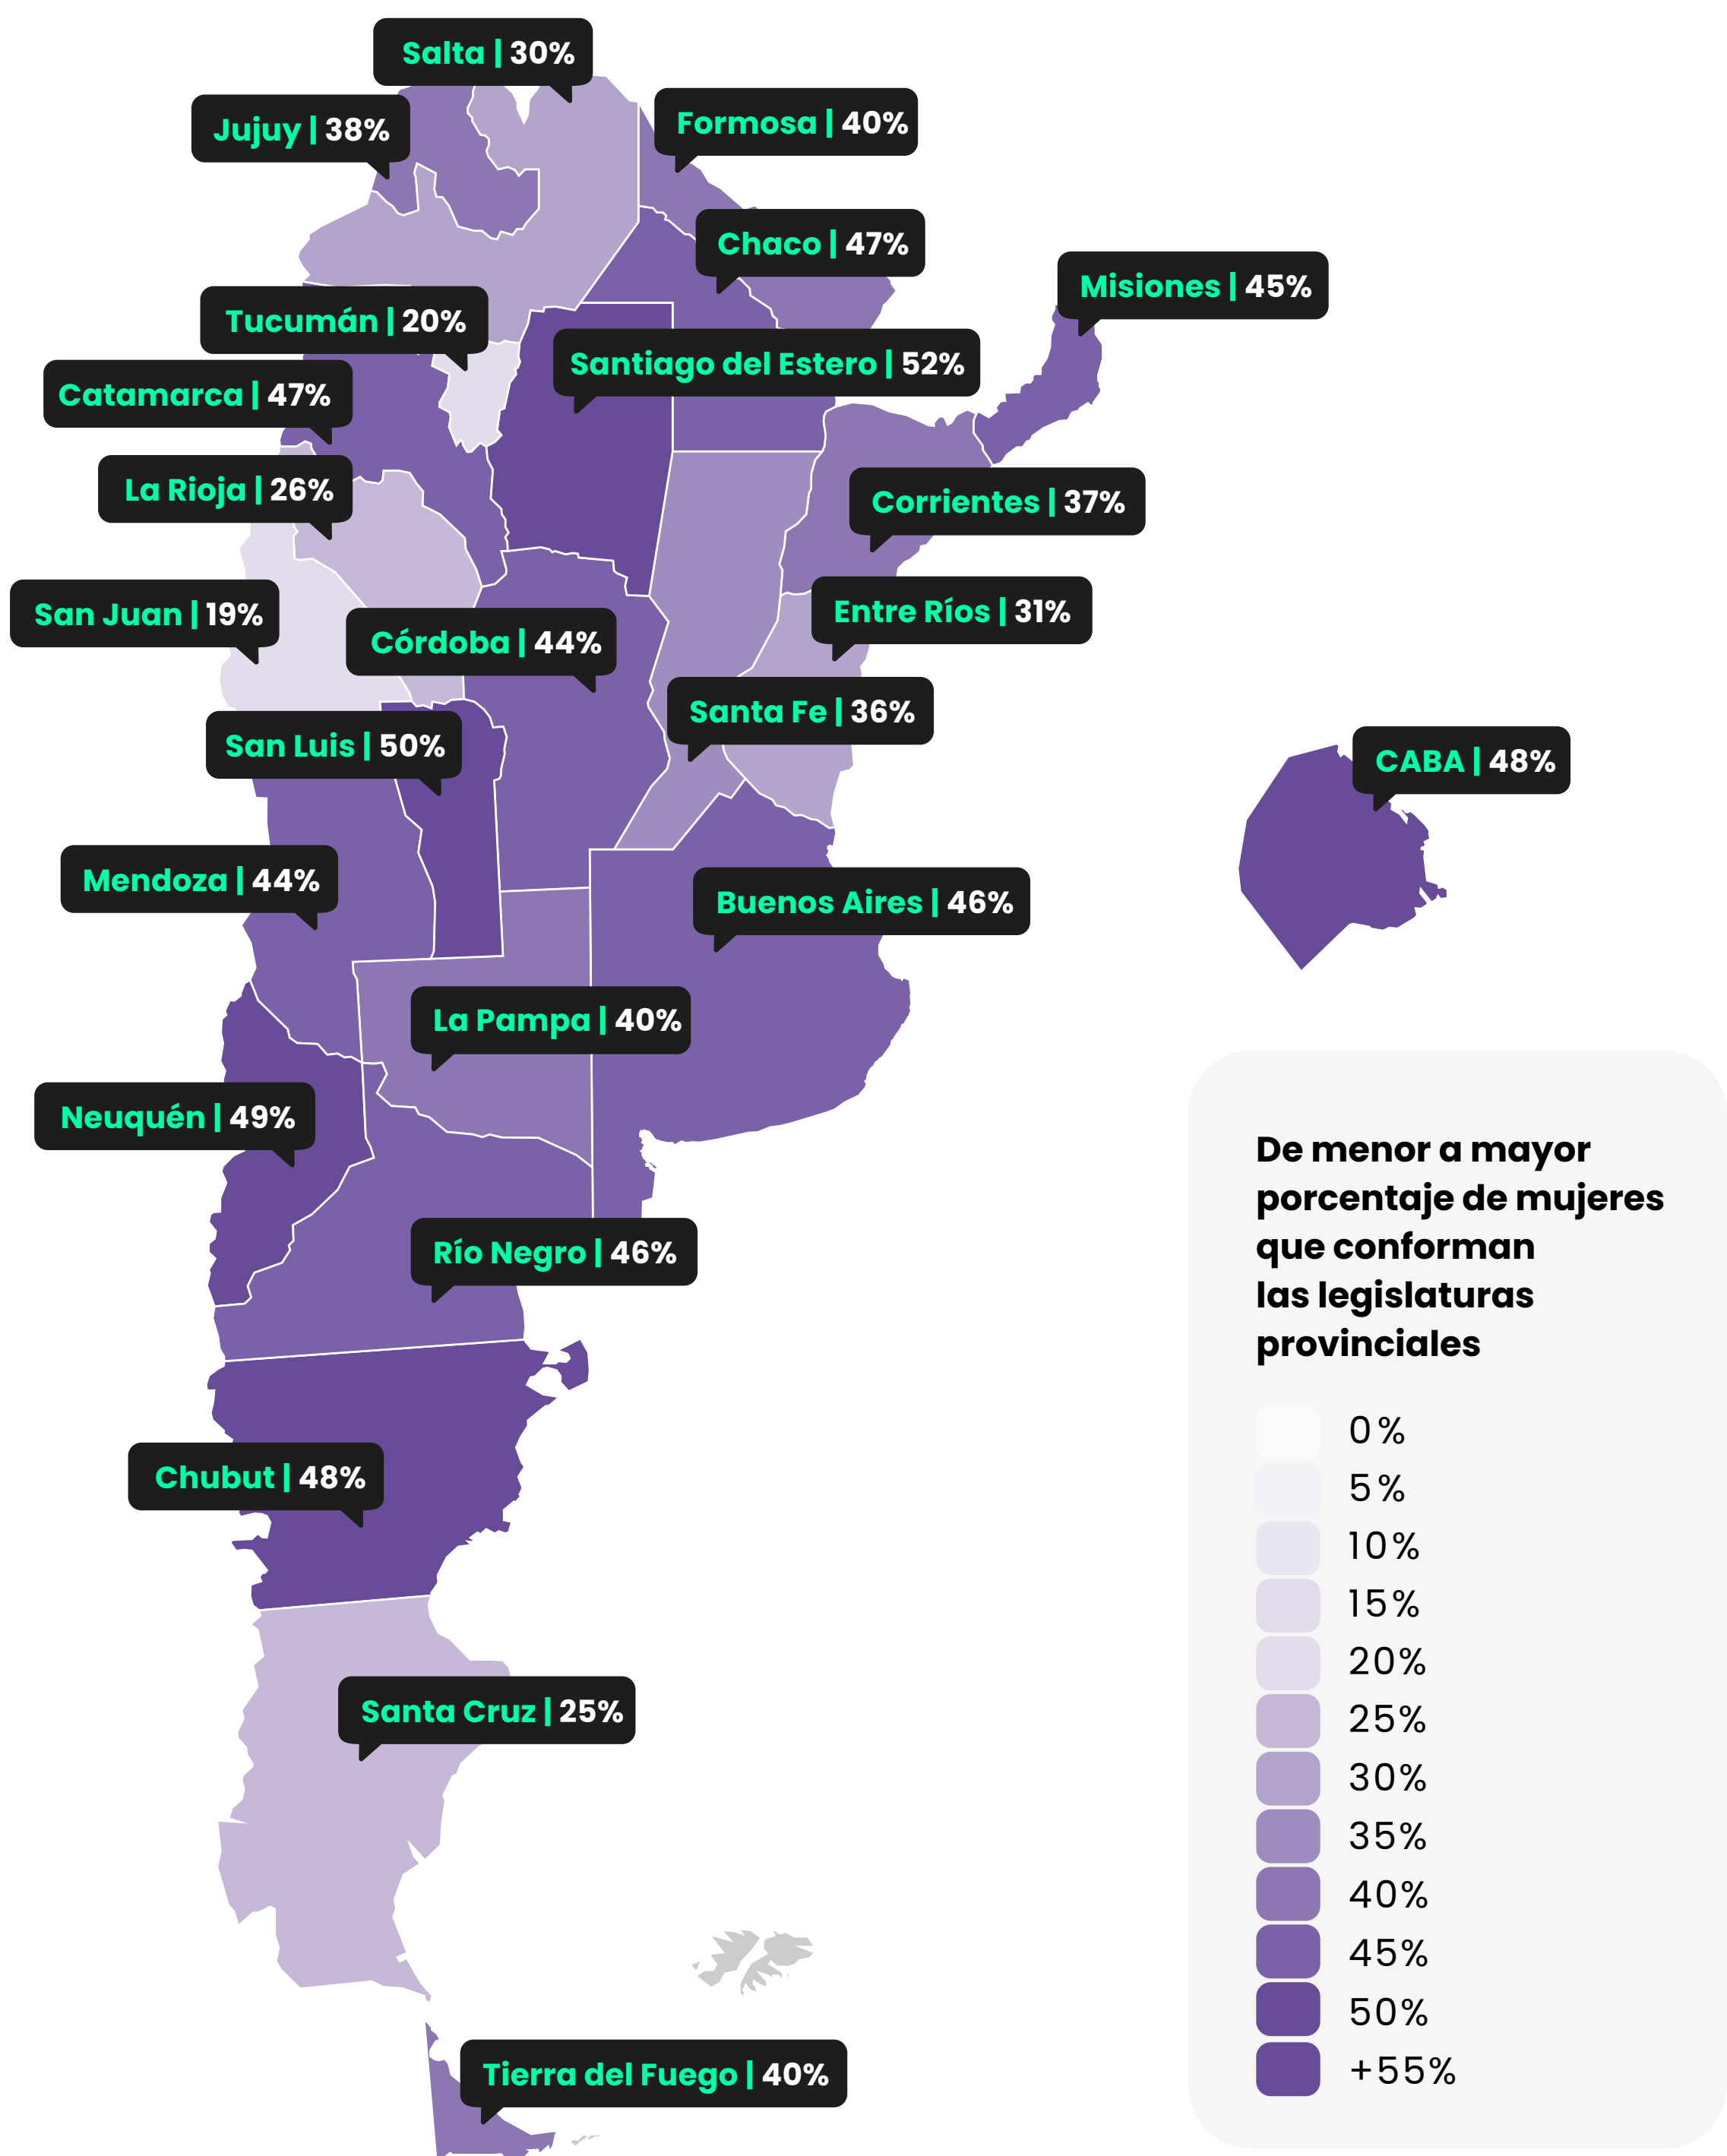 Salta | 30%
Jujuy | 38%
Formosa | 40%
Chaco | 47%
Misiones | 45%
Tucumán | 20%
Santiago del Estero | 52%
Catamarca | 47%
La Rioja | 26%
Corrientes | 37%
San Juan | 19%
Entre Ríos | 31%
Córdoba | 44%
Santa Fe | 36%
San Luis | 50%
CABA | 48%
Mendoza | 44%
Buenos Aires | 46%
La Pampa | 40%
Neuquén | 49%
Río Negro | 46%
Chubut | 48%
Santa Cruz | 25%
Tierra del Fuego | 40%
De menor a mayor
porcentaje de mujeres
que conforman
las legislaturas
provinciales
0%
5%
10%
15%
20%
25%
30%
35%
40%
45%
50%
+55%